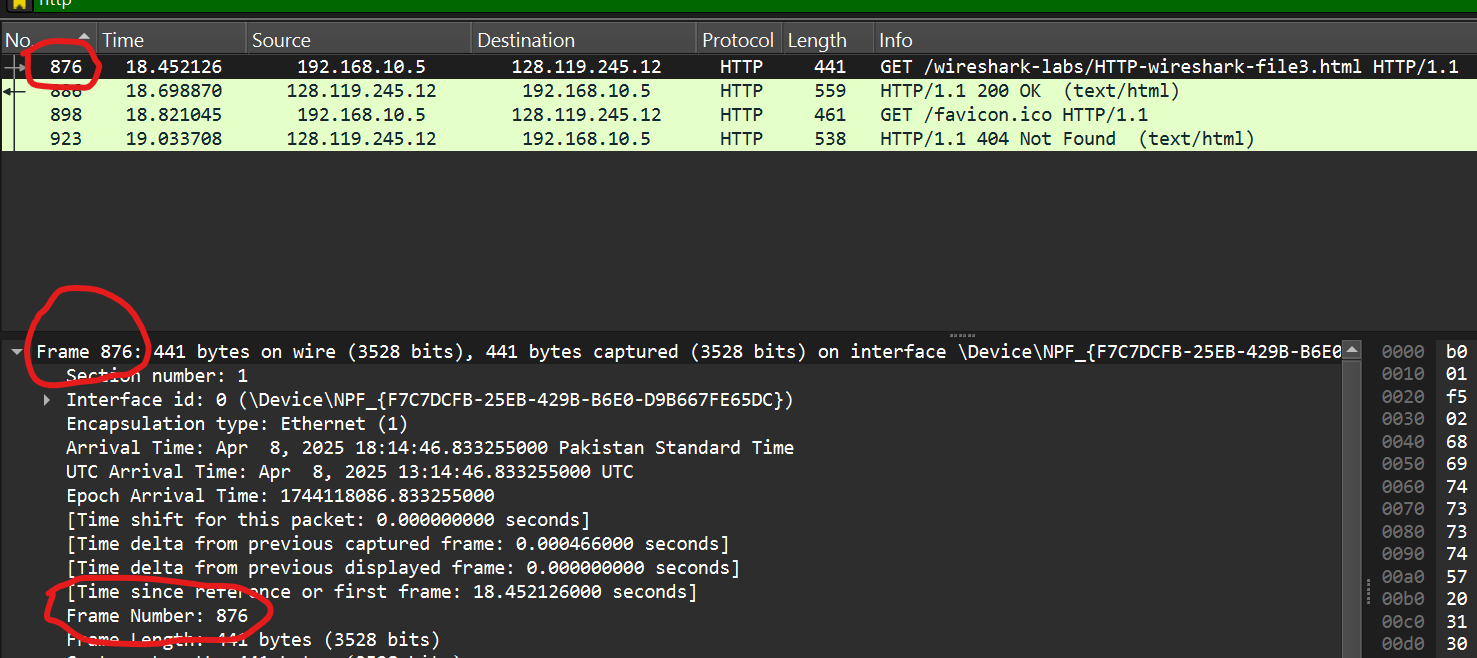 http
No. Time Source Destination Protocol Length Info
876 18.452126 192.168.10.5 128.119.245.12 HTTP 441 GET /wireshark-labs/HTTP-wireshark-file3.html HTTP/1.1
886 18.698870 128.119.245.12 192.168.10.5 HTTP 559 HTTP/1.1 200 OK (text/html)
898 18.821045 192.168.10.5 128.119.245.12 HTTP 461 GET /favicon.ico HTTP/1.1
923 19.033708 128.119.245.12 192.168.10.5 HTTP 538 HTTP/1.1 404 Not Found (text/html)
Frame 876: 441 bytes on wire (3528 bits), 441 bytes captured (3528 bits) on interface \Device\NPF_{F7C7DCFB-25EB-429B-B6E0
Section number: 1
Interface id: 0 (\Device\NPF_{F7C7DCFB-25EB-429B-B6E0-D9B667FE65DC})
Encapsulation type: Ethernet (1)
Arrival Time: Apr 8, 2025 18:14:46.833255000 Pakistan Standard Time
UTC Arrival Time: Apr 8, 2025 13:14:46.833255000 UTC
Epoch Arrival Time: 1744118086.833255000
[Time shift for this packet: 0.000000000 seconds]
[Time delta from previous captured frame: 0.000466000 seconds]
[Time delta from previous displayed frame: 0.000000000 seconds]
[Time since reference or first frame: 18.452126000 seconds]
Frame Number: 876
Frame Length: 441 bytes (3528 bits)
0000 b0
0010 01
0020 f5
0030 02
0040 68
0050 69
0060 74
0070 73
0080 73
0090 74
00a0 57
00b0 20
00c0 31
00d0 30